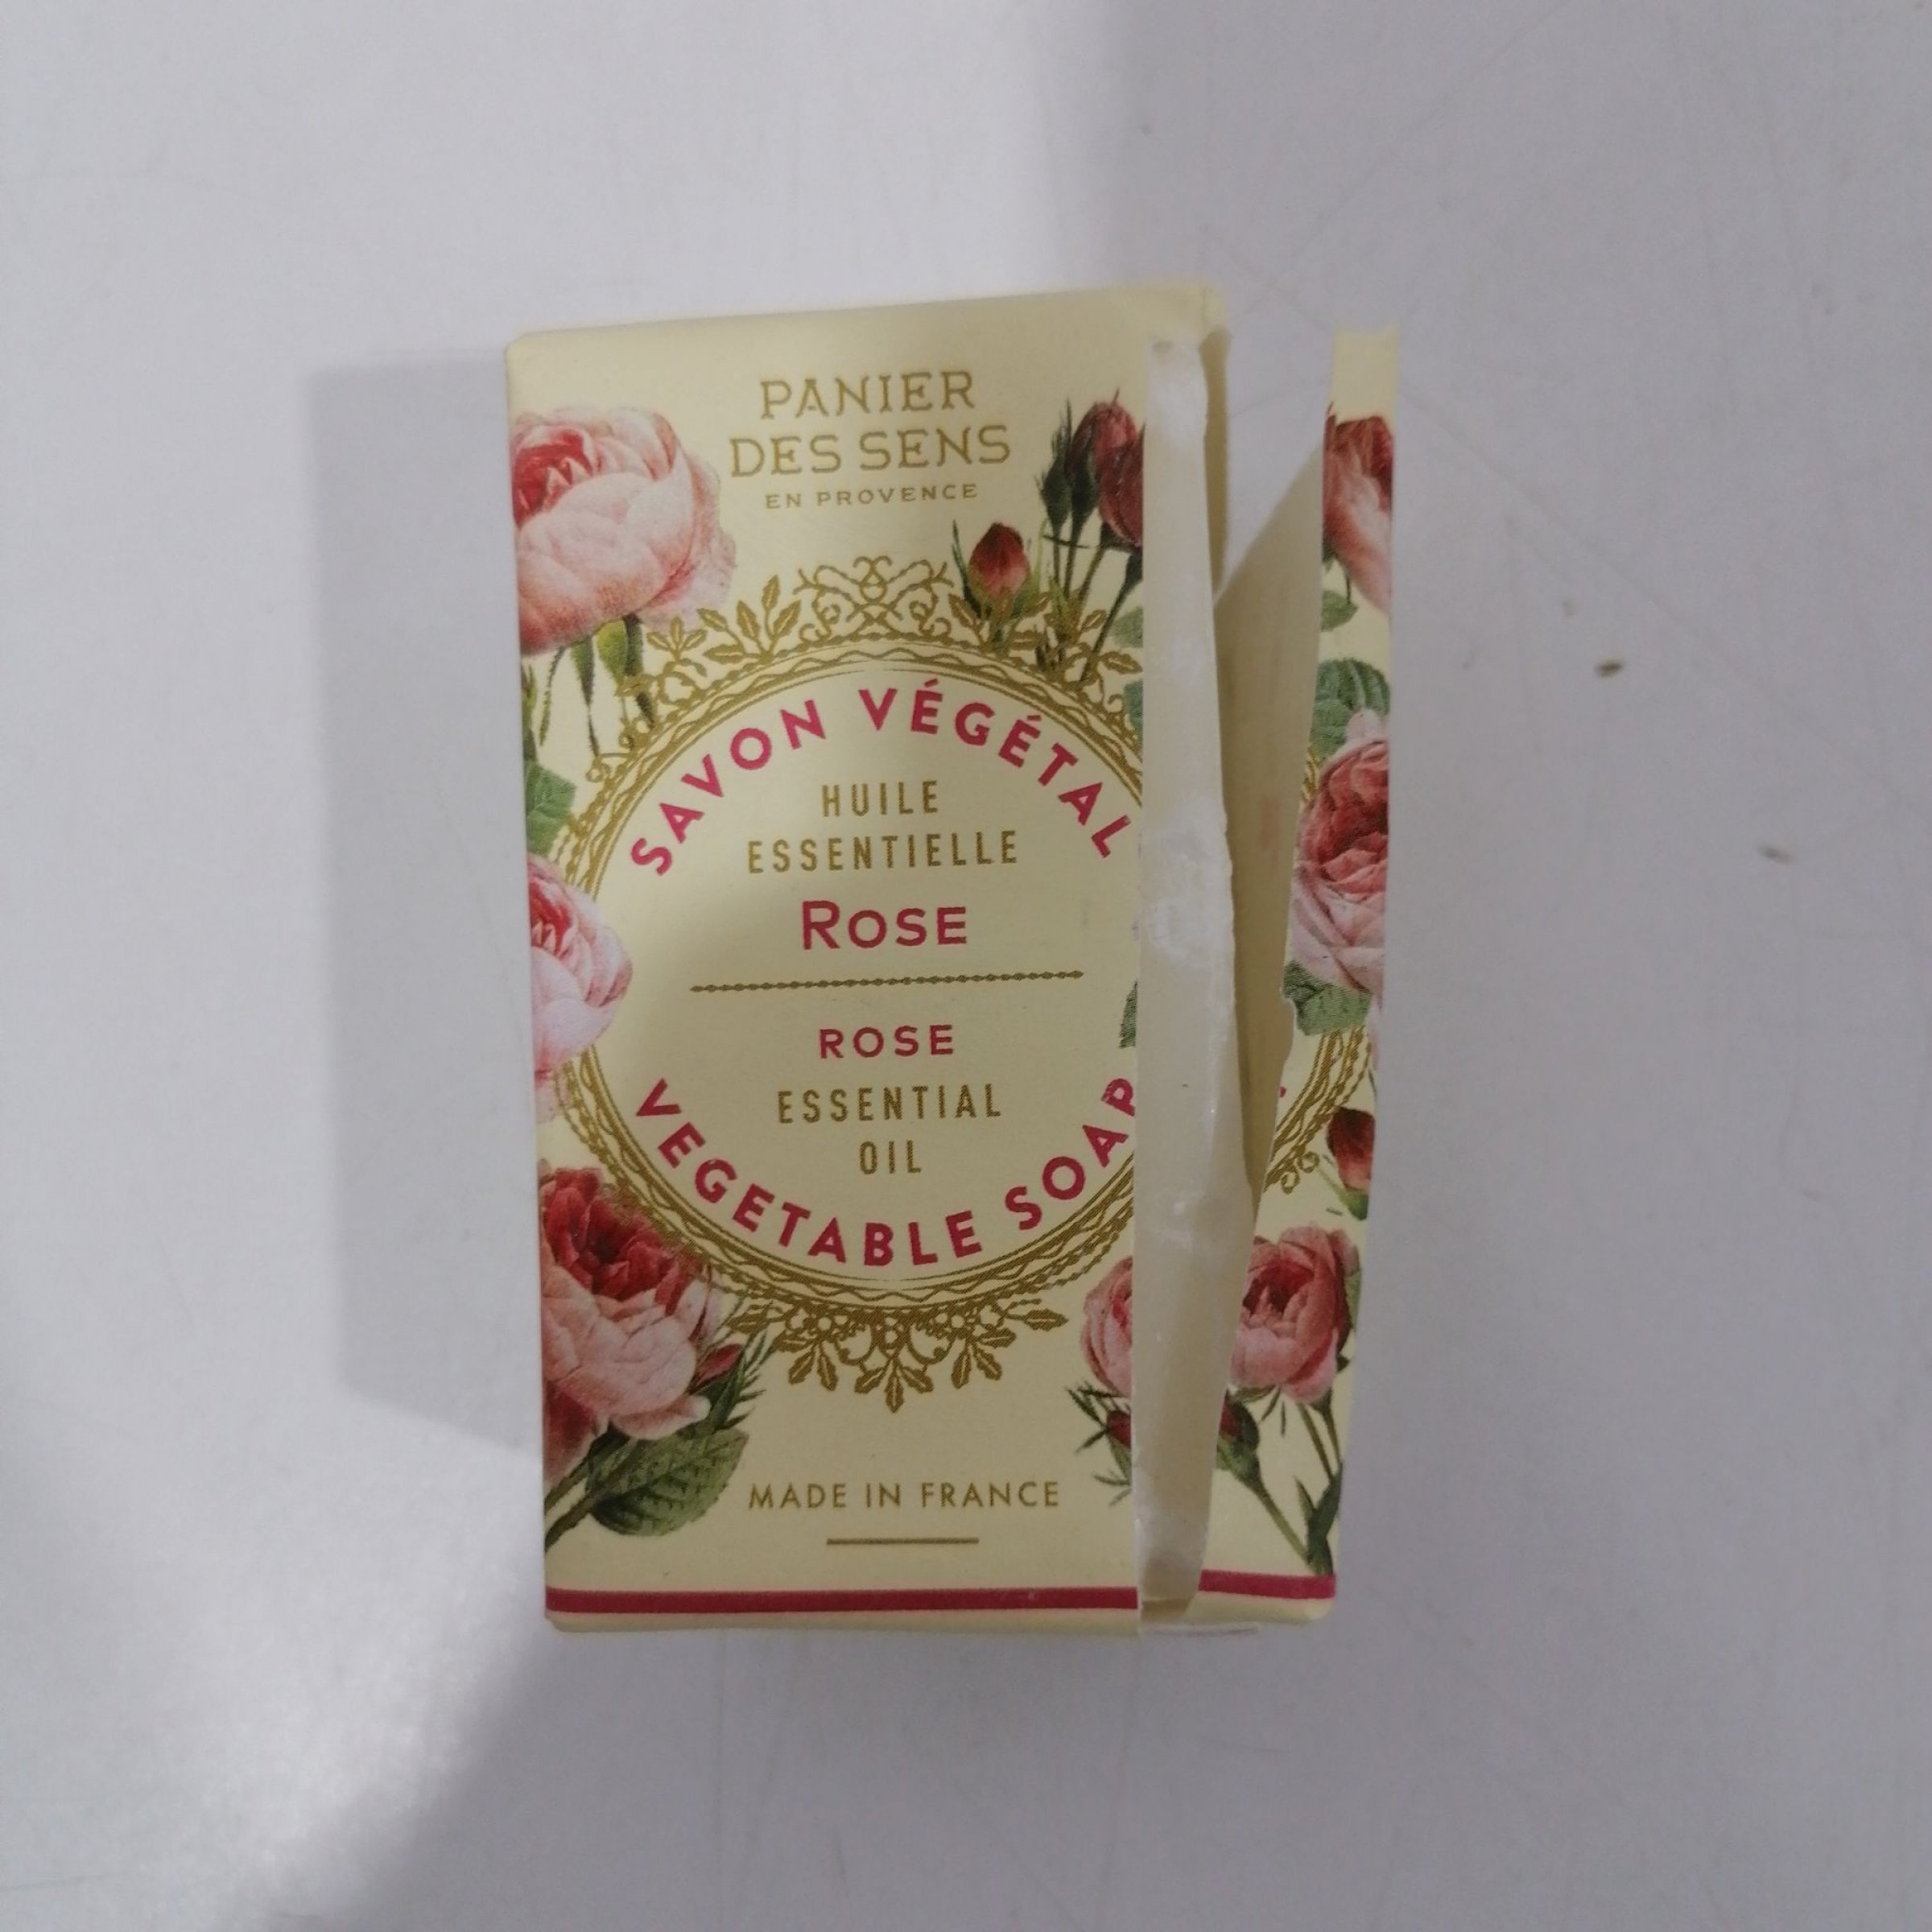 PANIER
DES SENS
EN PROVENCE
SAVON VÉGÉTAL
HUILE
ESSENTIELLE
ROSE
ROSE
ESSENTIAL
OIL
VEGETABLE SOAP
MADE IN FRANCE